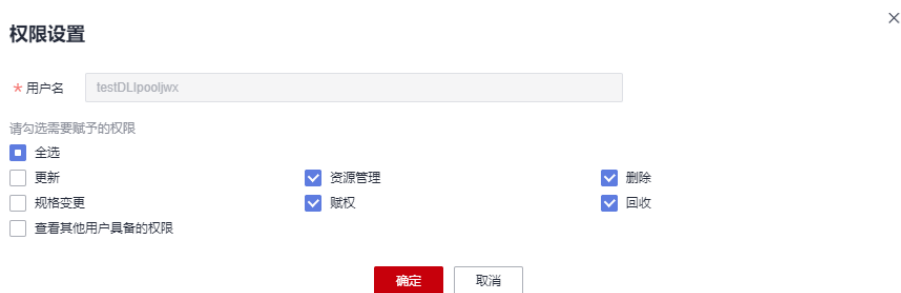 权限设置
* 用户名 testDLIpooljwx
请勾选需要赋予的权限
全选
更新 资源管理 删除
规格变更 赋权 回收
查看其他用户具备的权限
确定 取消